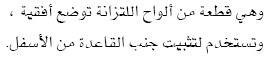 وهي قطعة من ألواح اللتزانة توضع أفقية ،
وتستخدم لتثبيت جنب القاعدة من الأسفل.